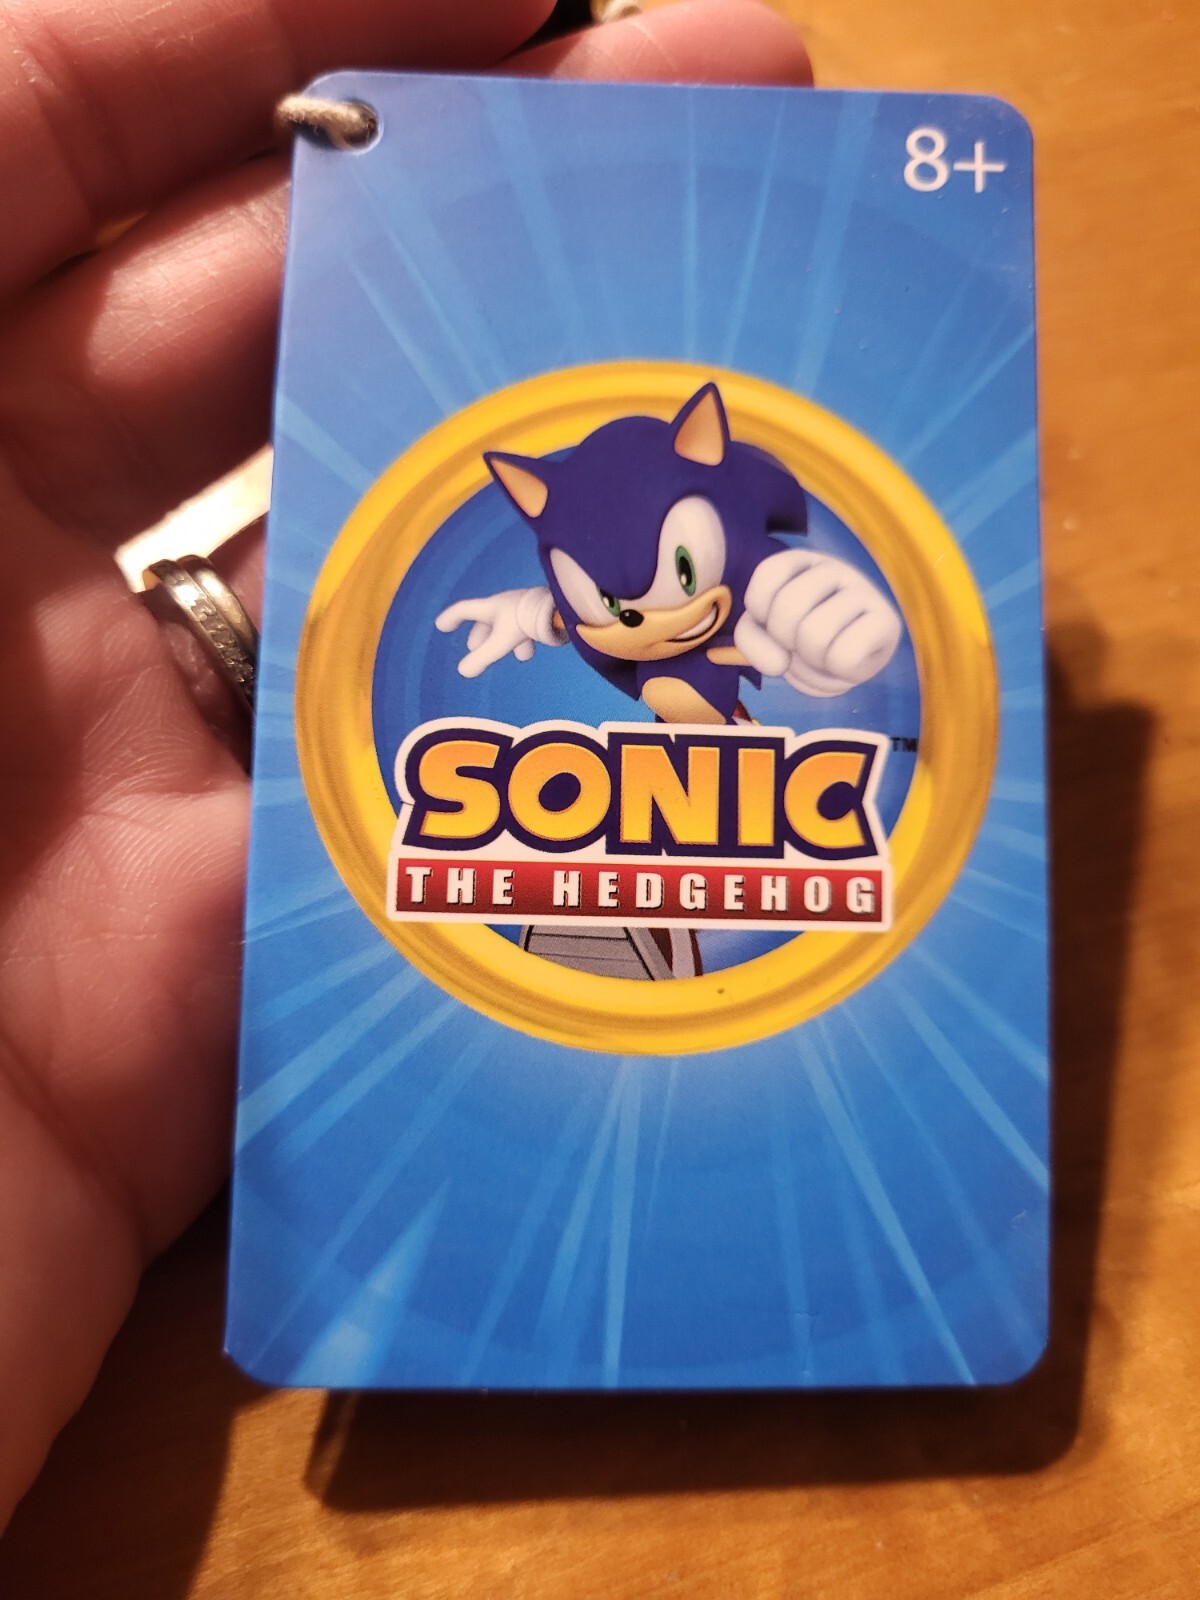 8+
SONIC
TM
THE HEDGEHOG